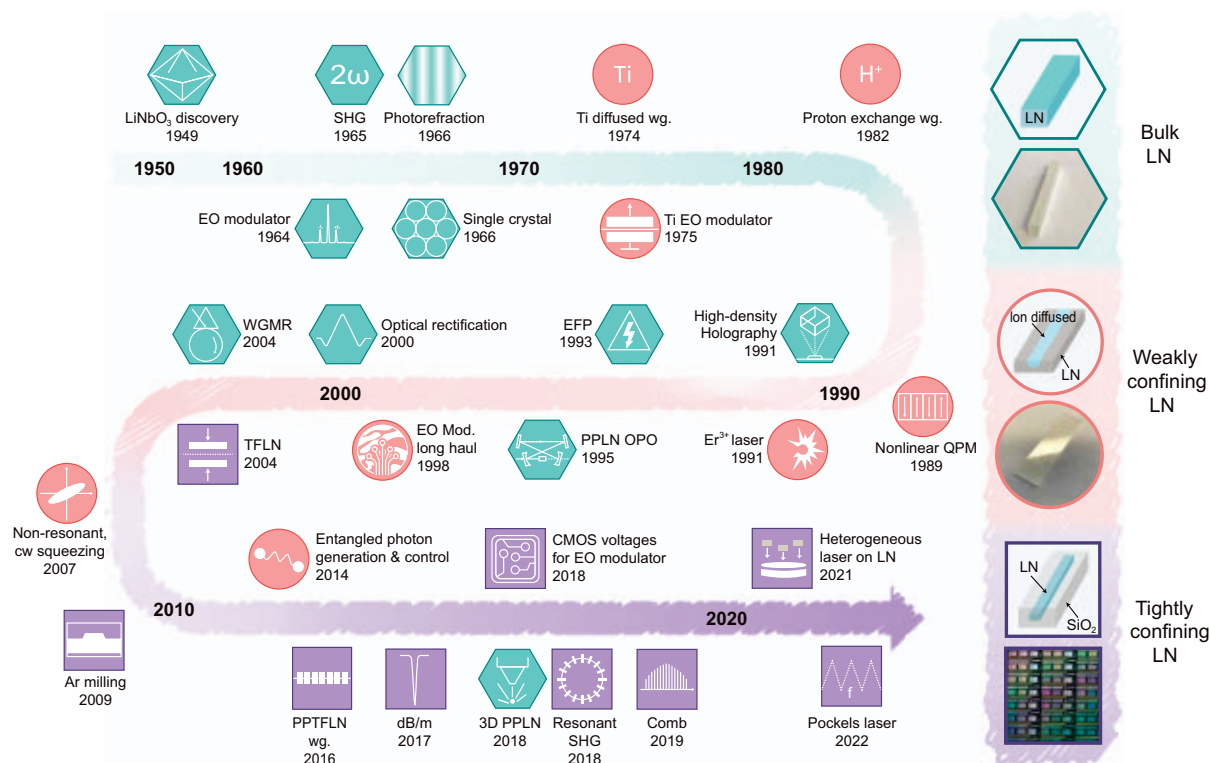 2ω
Ti
H⁺
LiNbO₃ discovery
1949
SHG
1965
Photorefraction
1966
Ti diffused wg.
1974
Proton exchange wg.
1982
1950
1960
1970
1980
EO modulator
1964
Single crystal
1966
Ti EO modulator
1975
WGMR
2004
Optical rectification
2000
EFP
1993
High-density
Holography
1991
2000
1990
TFLN
2004
EO Mod.
long haul
1998
PPLN OPO
1995
Er³⁺ laser
1991
Nonlinear QPM
1989
Non-resonant,
cw squeezing
2007
Entangled photon
generation & control
2014
CMOS voltages
for EO modulator
2018
Heterogeneous
laser on LN
2021
2010
2020
Ar milling
2009
PPTFLN
wg.
2016
dB/m
2017
3D PPLN
2018
Resonant
SHG
2018
Comb
2019
f
Pockels laser
2022
LN
Bulk
LN
Ion diffused
LN
Weakly
confining
LN
LN
SiO₂
Tightly
confining
LN